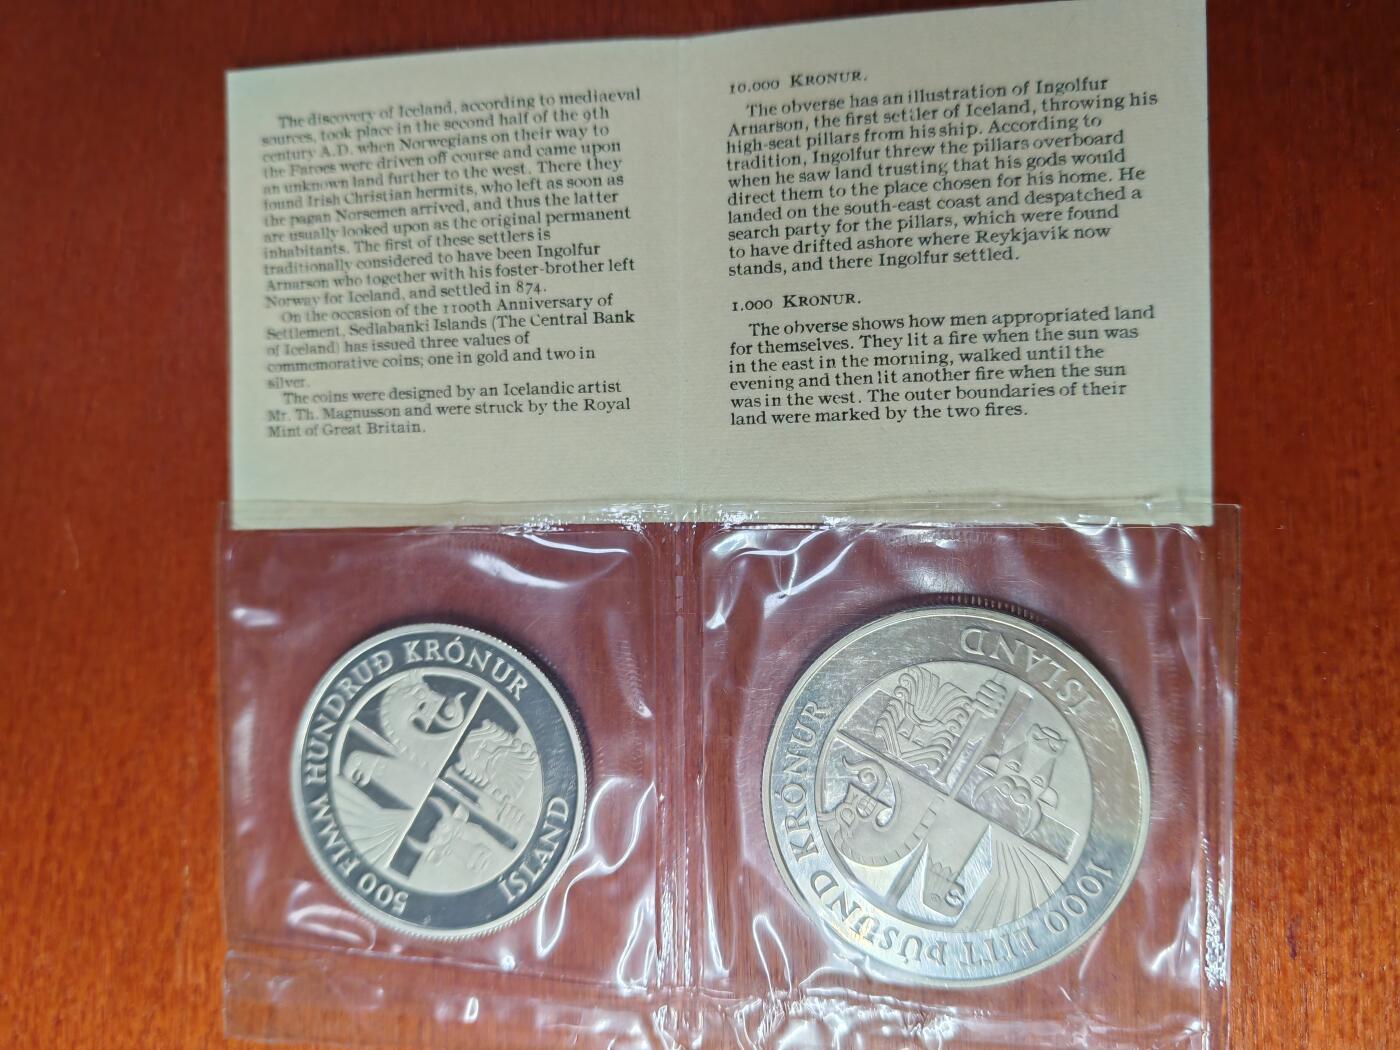 The discovery of Iceland, according to mediaeval
sources, took place in the second half of the 9th
century A.D. when Norwegians on their way to
the Faroes were driven off course and came upon
an unknown land further to the west. There they
found Irish Christian hermits, who left as soon as
the pagan Norsemen arrived, and thus the latter
are usually looked upon as the original permanent
inhabitants. The first of these settlers is
traditionally considered to have been Ingolfur
Arnarson who together with his foster-brother left
Norway for Iceland, and settled in 874.
On the occasion of the 1100th Anniversary of
Settlement, Sedlabanki Islands (The Central Bank
of Iceland) has issued three values of
commemorative coins; one in gold and two in
silver.
The coins were designed by an Icelandic artist
Mr. Th. Magnusson and were struck by the Royal
Mint of Great Britain.
10.000 KRONUR.
The obverse has an illustration of Ingolfur
Arnarson, the first settler of Iceland, throwing his
high-seat pillars from his ship. According to
tradition, Ingolfur threw the pillars overboard
when he saw land trusting that his gods would
direct them to the place chosen for his home. He
landed on the south-east coast and despatched a
search party for the pillars, which were found
to have drifted ashore where Reykjavik now
stands, and there Ingolfur settled.
1.000 KRONUR.
The obverse shows how men appropriated land
for themselves. They lit a fire when the sun was
in the east in the morning, walked until the
evening and then lit another fire when the sun
was in the west. The outer boundaries of their
land were marked by the two fires.
500 FIMM HUNDRUÐ KRÓNUR
ÍSLAND
1000 EITT ÞÚSUND KRÓNUR
ÍSLAND